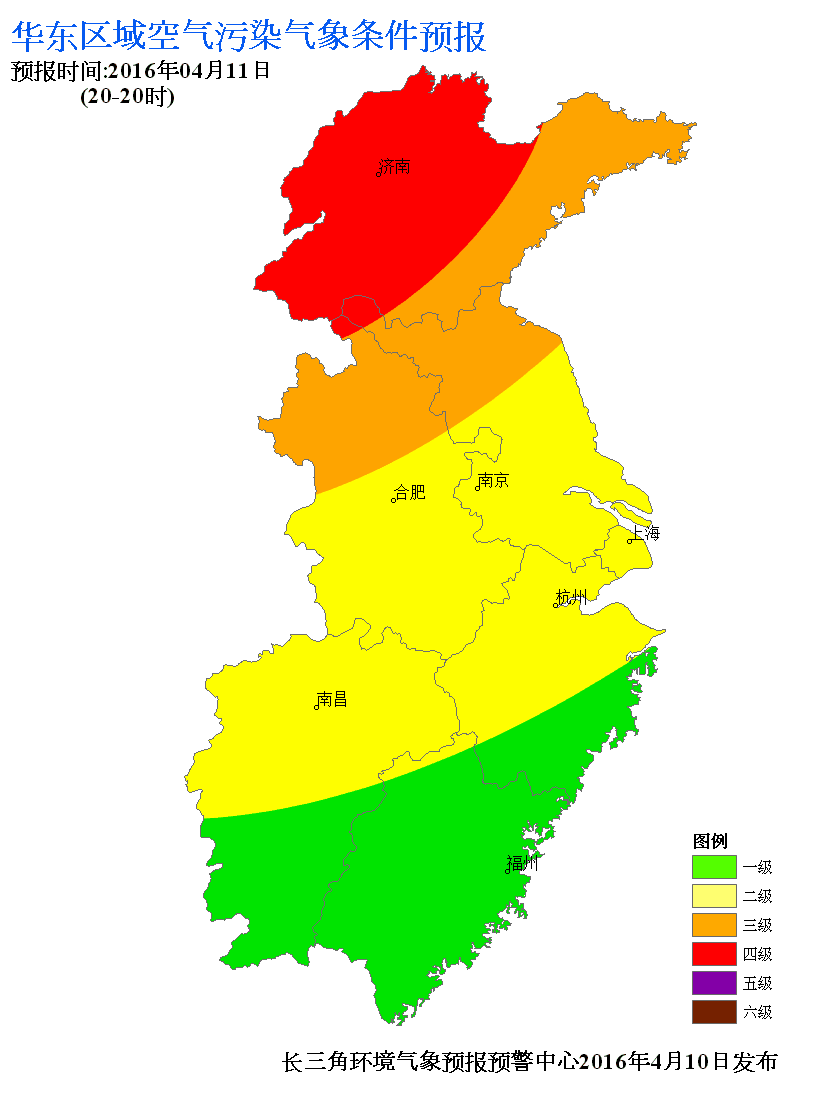 华东区域空气污染气象条件预报
预报时间:2016年04月11日
(20-20时)
济南
合肥
南京
上海
杭州
南昌
福州
图例
一级
二级
三级
四级
五级
六级
长三角环境气象预报预警中心2016年4月10日发布